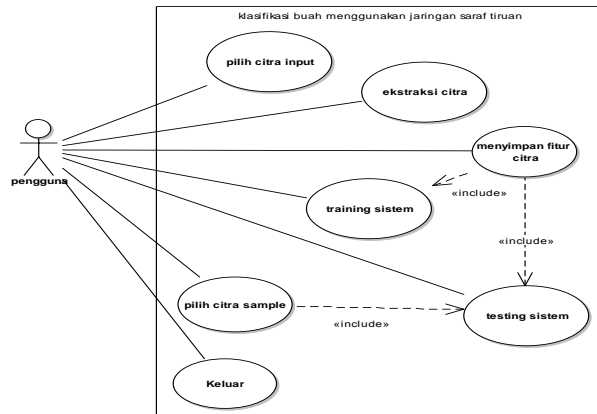 klasifikasi buah menggunakan jaringan saraf tiruan
pilih citra input
ekstraksi citra
menyimpan fitur
citra
pengguna
training sistem
«include»
«include»
pilih citra sample
«include»
testing sistem
Keluar